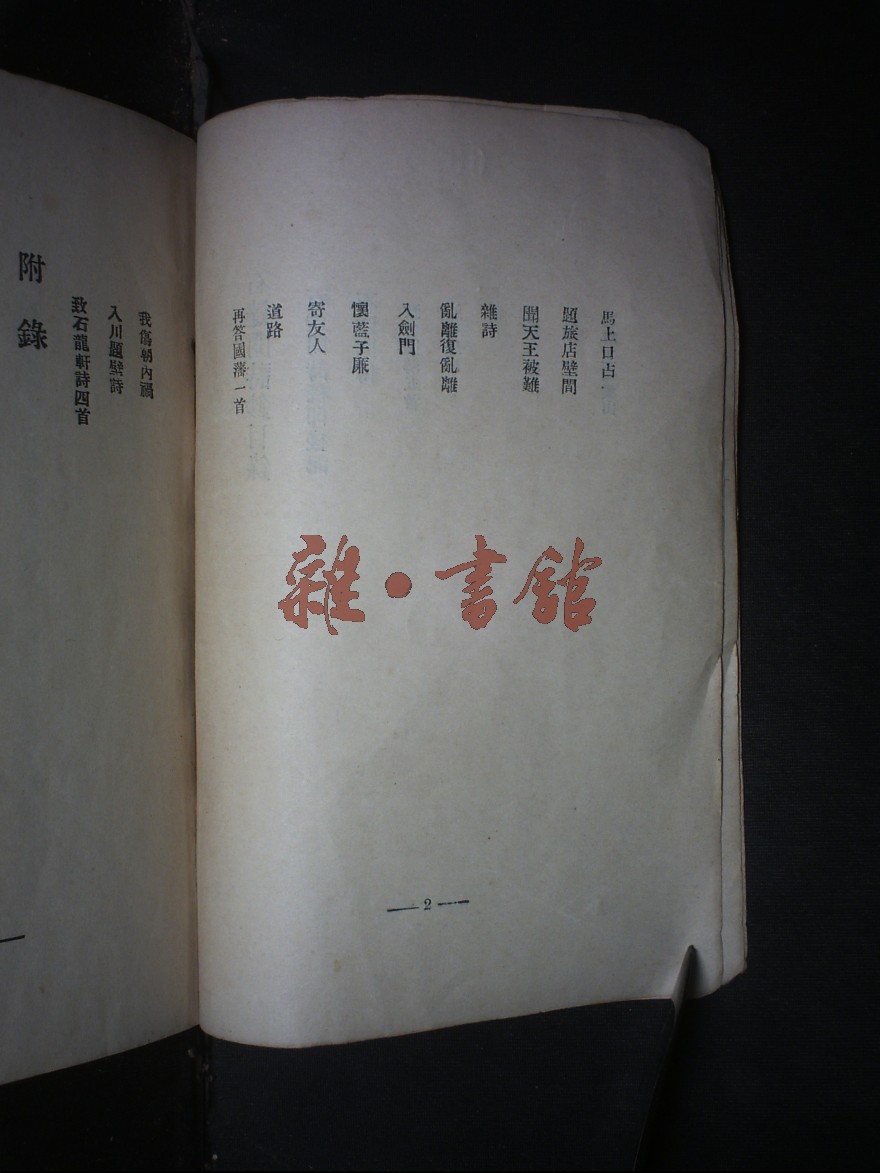 馬上口占
題旅店壁間
聞天王被難
雜詩
亂離復亂離
入劍門
懷藍子廉
寄友人
道路
再答國藩一首
2
我傷朝內禍
入川題壁詩
致石龍軒詩四首
附錄
雜·書館